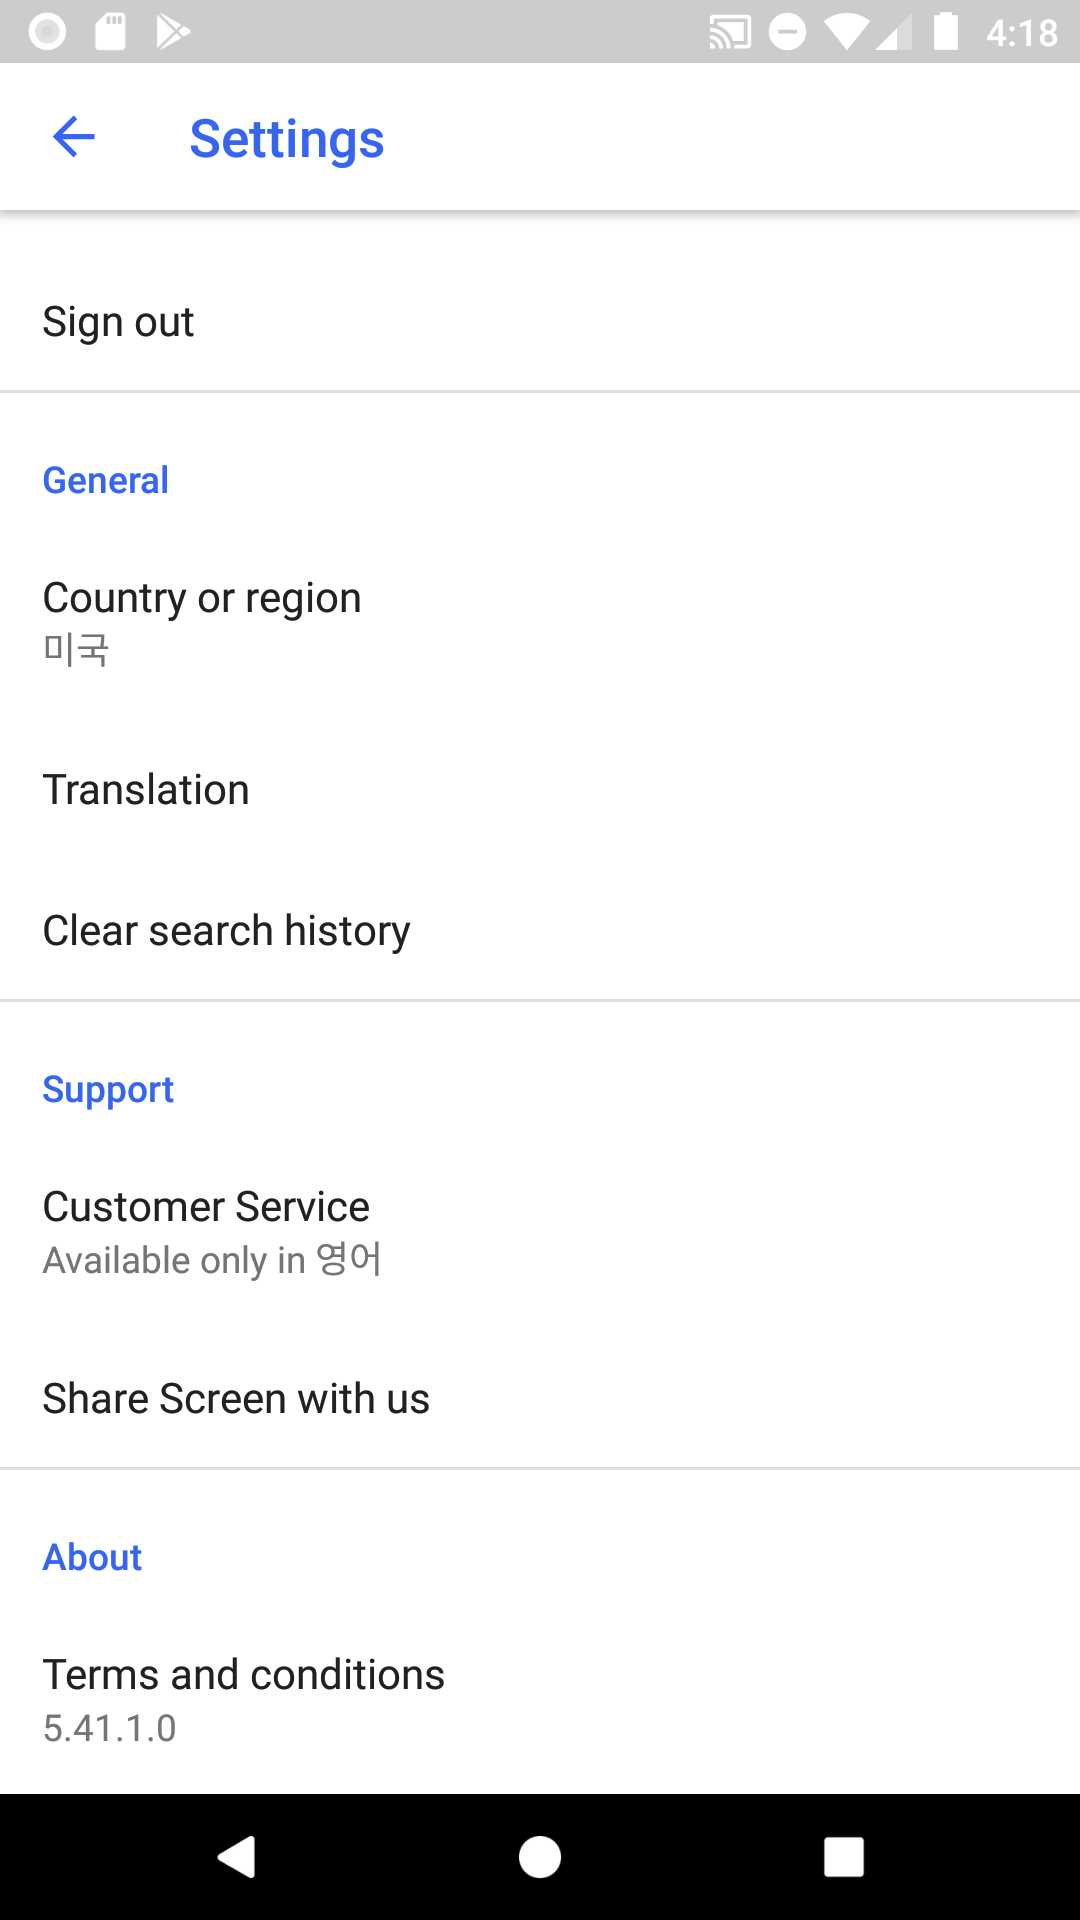 4:18
Settings
Sign out
General
Country or region
미국
Translation
Clear search history
Support
Customer Service
Available only in 영어
Share Screen with us
About
Terms and conditions
5.41.1.0